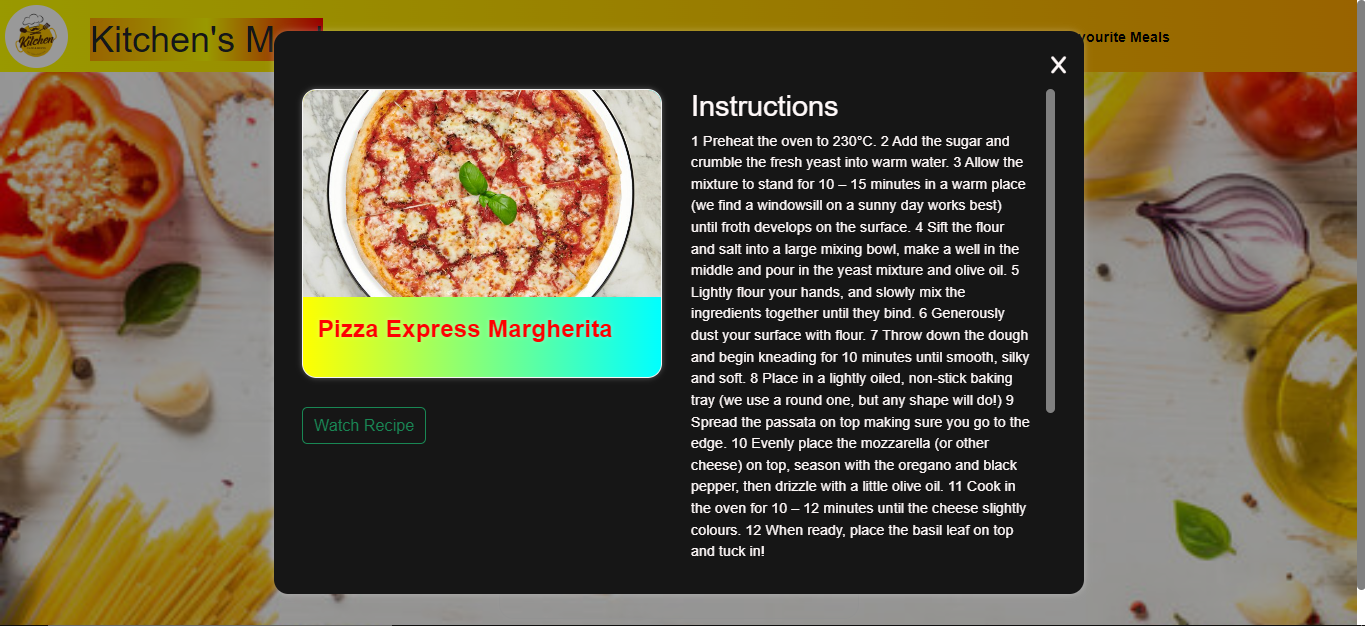 Kitchen
Kitchen's M
vourite Meals
X
Instructions
1 Preheat the oven to 230°C. 2 Add the sugar and
crumble the fresh yeast into warm water. 3 Allow the
mixture to stand for 10 – 15 minutes in a warm place
(we find a windowsill on a sunny day works best)
until froth develops on the surface. 4 Sift the flour
and salt into a large mixing bowl, make a well in the
middle and pour in the yeast mixture and olive oil. 5
Lightly flour your hands, and slowly mix the
ingredients together until they bind. 6 Generously
dust your surface with flour. 7 Throw down the dough
and begin kneading for 10 minutes until smooth, silky
and soft. 8 Place in a lightly oiled, non-stick baking
tray (we use a round one, but any shape will do!) 9
Spread the passata on top making sure you go to the
edge. 10 Evenly place the mozzarella (or other
cheese) on top, season with the oregano and black
pepper, then drizzle with a little olive oil. 11 Cook in
the oven for 10 – 12 minutes until the cheese slightly
colours. 12 When ready, place the basil leaf on top
and tuck in!
Pizza Express Margherita
Watch Recipe